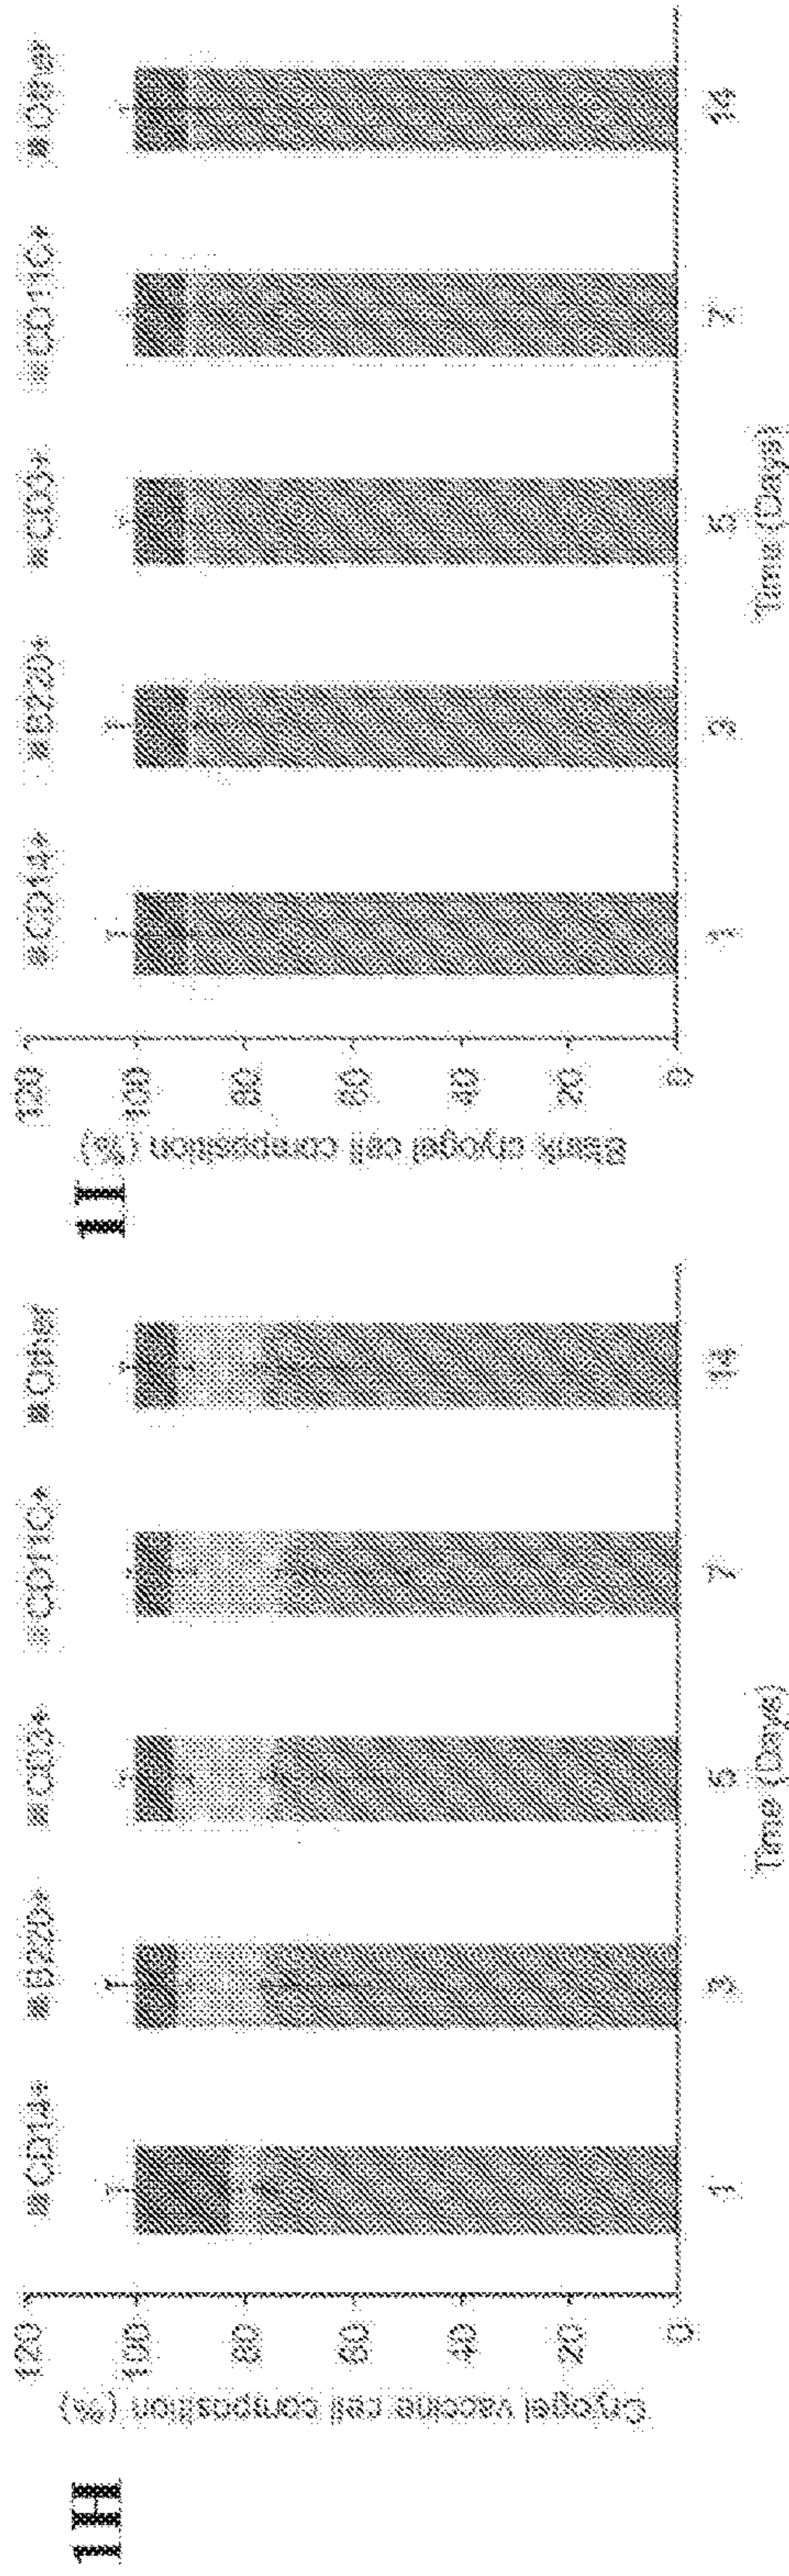 1H
CD14+ B220+ CD3+ CD11C+ Other
Cryogel vaccine cell composition (%)
120
100
80
60
40
20
0
1 3 5 7 14
Time (Days)
1I
CD14+ B220+ CD3+ CD11C+ Other
Blank cryogel cell composition (%)
120
100
80
60
40
20
0
1 3 5 7 14
Time (Days)